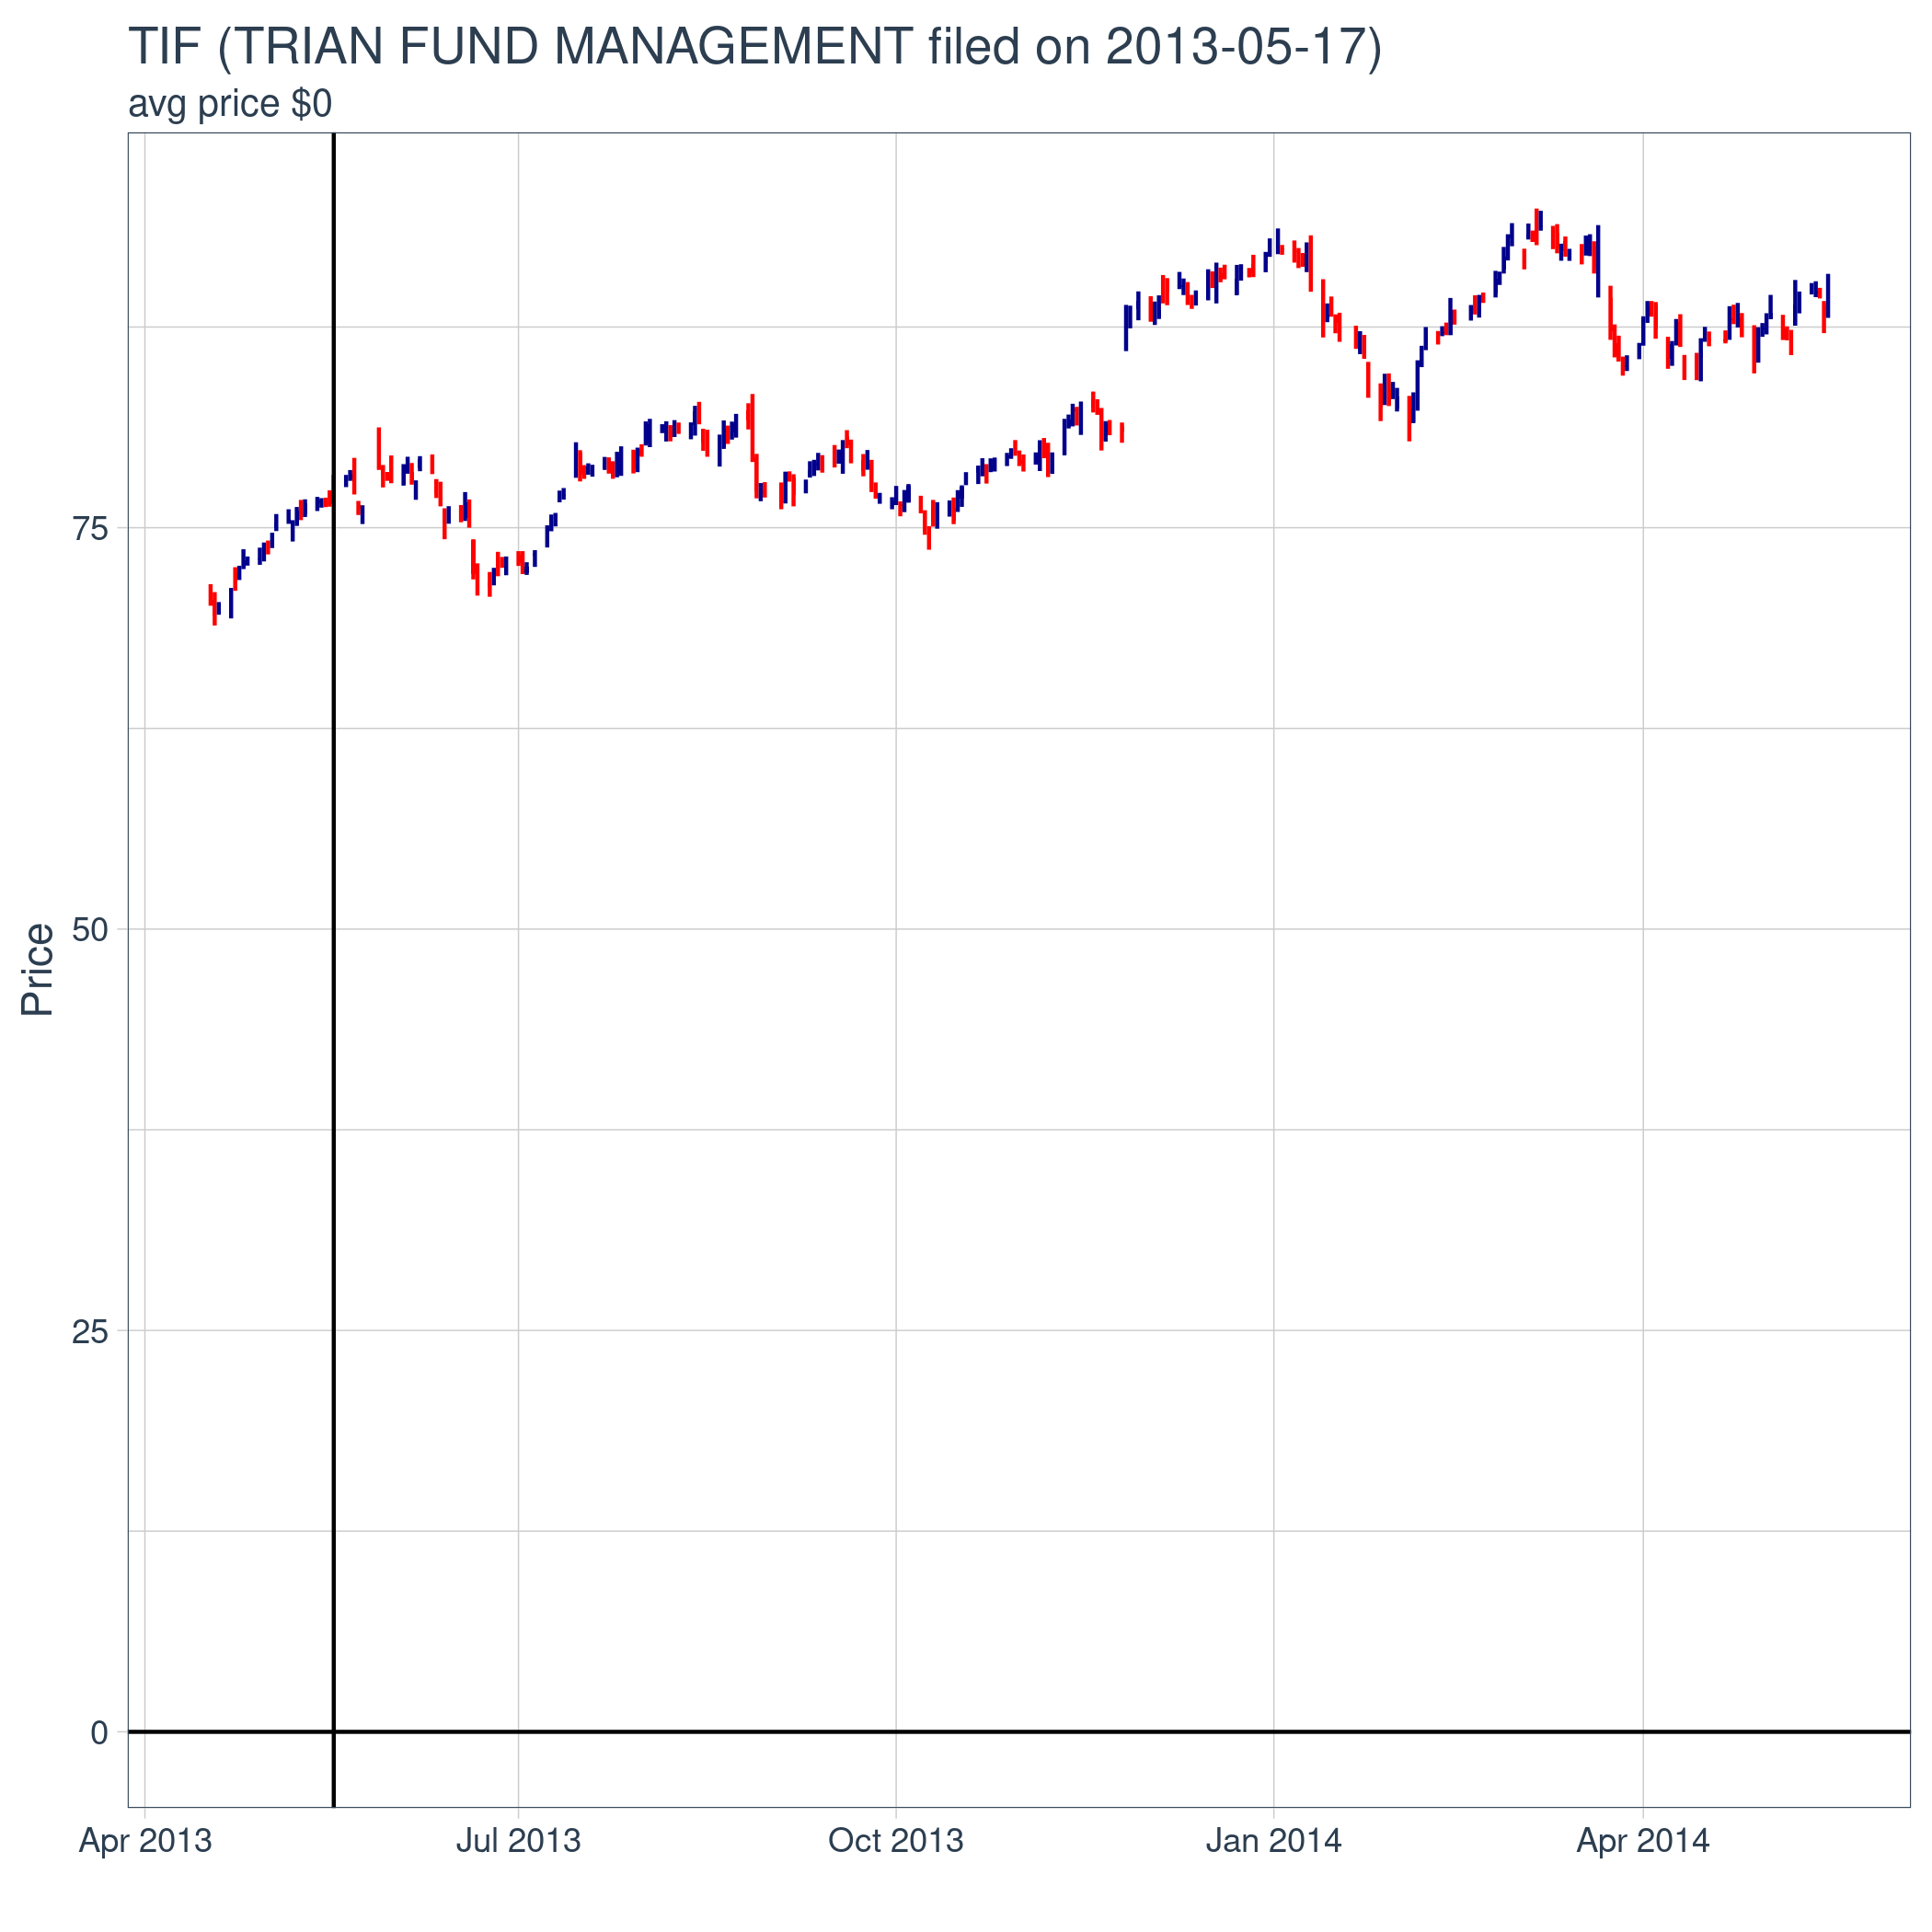 TIF (TRIAN FUND MANAGEMENT filed on 2013-05-17)
avg price $0
Price
75
50
25
0
Apr 2013
Jul 2013
Oct 2013
Jan 2014
Apr 2014